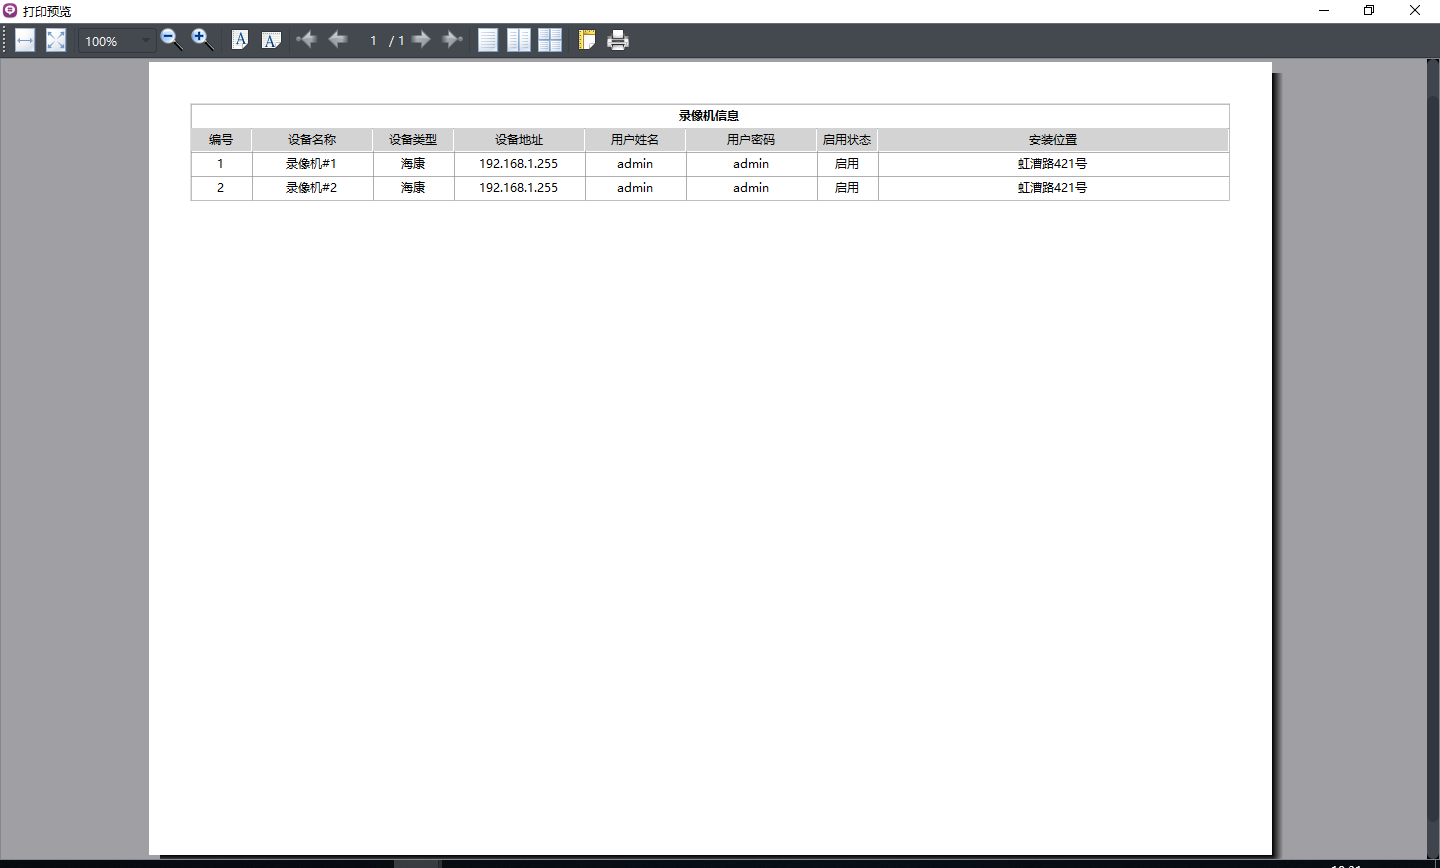 打印预览
100%
A
A
1 / 1
录像机信息
编号 设备名称 设备类型 设备地址 用户姓名 用户密码 启用状态 安装位置
1 录像机#1 海康 192.168.1.255 admin admin 启用 虹漕路421号
2 录像机#2 海康 192.168.1.255 admin admin 启用 虹漕路421号